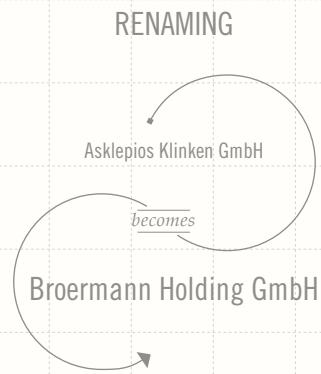 RENAMING
Asklepios Klinken GmbH
becomes
Broermann Holding GmbH